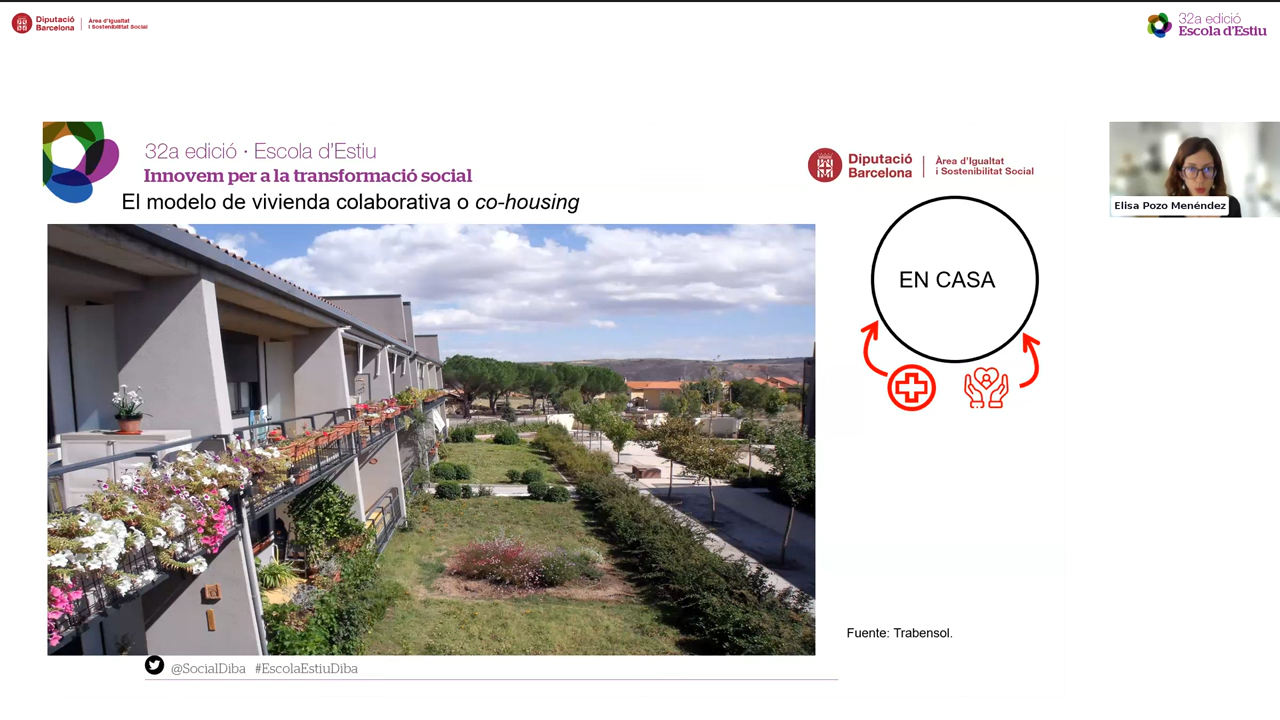 Diputació
Barcelona
Àrea d'Igualtat
i Sostenibilitat Social
32a edició
Escola d'Estiu
32a edició · Escola d'Estiu
Innovem per a la transformació social
El modelo de vivienda colaborativa o co-housing
Diputació
Barcelona
Àrea d'Igualtat
i Sostenibilitat Social
Elisa Pozo Menéndez
EN CASA
Fuente: Trabensol.
@SocialDiba #EscolaEstiuDiba